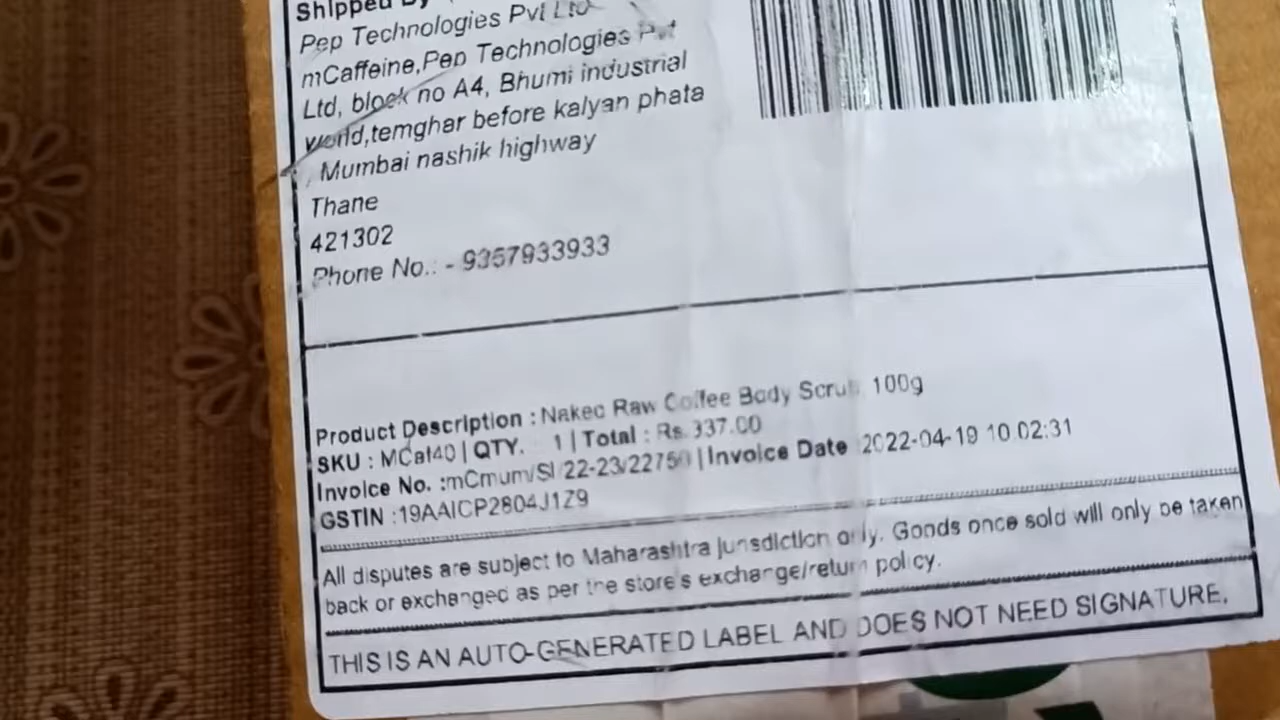 Shipped By
Pep Technologies Pvt Ltd
mCaffeine,Pep Technologies Pvt
Ltd, block no A4, Bhumi industrial
world,temghar before kalyan phata
, Mumbai nashik highway
Thane
421302
Phone No.: - 9357933933
Product Description : Naked Raw Coffee Body Scrub, 100g
SKU : MCaf40 | QTY. 1 | Total : Rs.337.00
Invoice No. :mCmum/SI/22-23/22750 | Invoice Date :2022-04-19 10:02:31
GSTIN :19AAICP2804J1Z9
All disputes are subject to Maharashtra jurisdiction only. Goods once sold will only be taken
back or exchanged as per the store's exchange/return policy.
THIS IS AN AUTO-GENERATED LABEL AND DOES NOT NEED SIGNATURE.